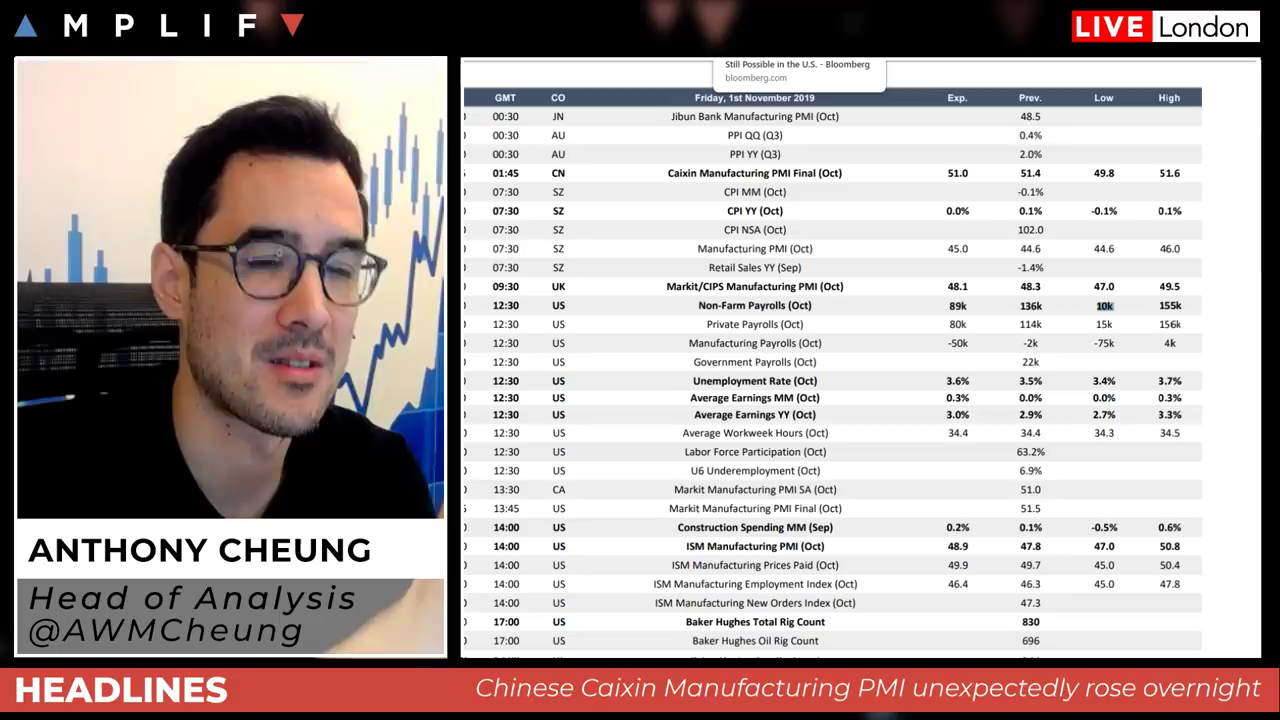 AMPLIFY
LIVE London
Still Possible in the U.S. - Bloomberg
bloomberg.com
GMT CO Friday, 1st November 2019 Exp. Prev. Low High
00:30 JN Jibun Bank Manufacturing PMI (Oct) 48.5
00:30 AU PPI QQ (Q3) 0.4%
00:30 AU PPI YY (Q3) 2.0%
01:45 CN Caixin Manufacturing PMI Final (Oct) 51.0 51.4 49.8 51.6
07:30 SZ CPI MM (Oct) -0.1%
07:30 SZ CPI YY (Oct) 0.0% 0.1% -0.1% 0.1%
07:30 SZ CPI NSA (Oct) 102.0
07:30 SZ Manufacturing PMI (Oct) 45.0 44.6 44.6 46.0
07:30 SZ Retail Sales YY (Sep) -1.4%
09:30 UK Markit/CIPS Manufacturing PMI (Oct) 48.1 48.3 47.0 49.5
12:30 US Non-Farm Payrolls (Oct) 89k 136k 10k 155k
12:30 US Private Payrolls (Oct) 80k 114k 15k 156k
12:30 US Manufacturing Payrolls (Oct) -50k -2k -75k 4k
12:30 US Government Payrolls (Oct) 22k
12:30 US Unemployment Rate (Oct) 3.6% 3.5% 3.4% 3.7%
12:30 US Average Earnings MM (Oct) 0.3% 0.0% 0.0% 0.3%
12:30 US Average Earnings YY (Oct) 3.0% 2.9% 2.7% 3.3%
12:30 US Average Workweek Hours (Oct) 34.4 34.4 34.3 34.5
12:30 US Labor Force Participation (Oct) 63.2%
12:30 US U6 Underemployment (Oct) 6.9%
13:30 CA Markit Manufacturing PMI SA (Oct) 51.0
13:45 US Markit Manufacturing PMI Final (Oct) 51.5
14:00 US Construction Spending MM (Sep) 0.2% 0.1% -0.5% 0.6%
14:00 US ISM Manufacturing PMI (Oct) 48.9 47.8 47.0 50.8
14:00 US ISM Manufacturing Prices Paid (Oct) 49.9 49.7 45.0 50.4
14:00 US ISM Manufacturing Employment Index (Oct) 46.4 46.3 45.0 47.8
14:00 US ISM Manufacturing New Orders Index (Oct) 47.3
17:00 US Baker Hughes Total Rig Count 830
17:00 US Baker Hughes Oil Rig Count 696
ANTHONY CHEUNG
Head of Analysis
@AWMCheung
HEADLINES Chinese Caixin Manufacturing PMI unexpectedly rose overnight